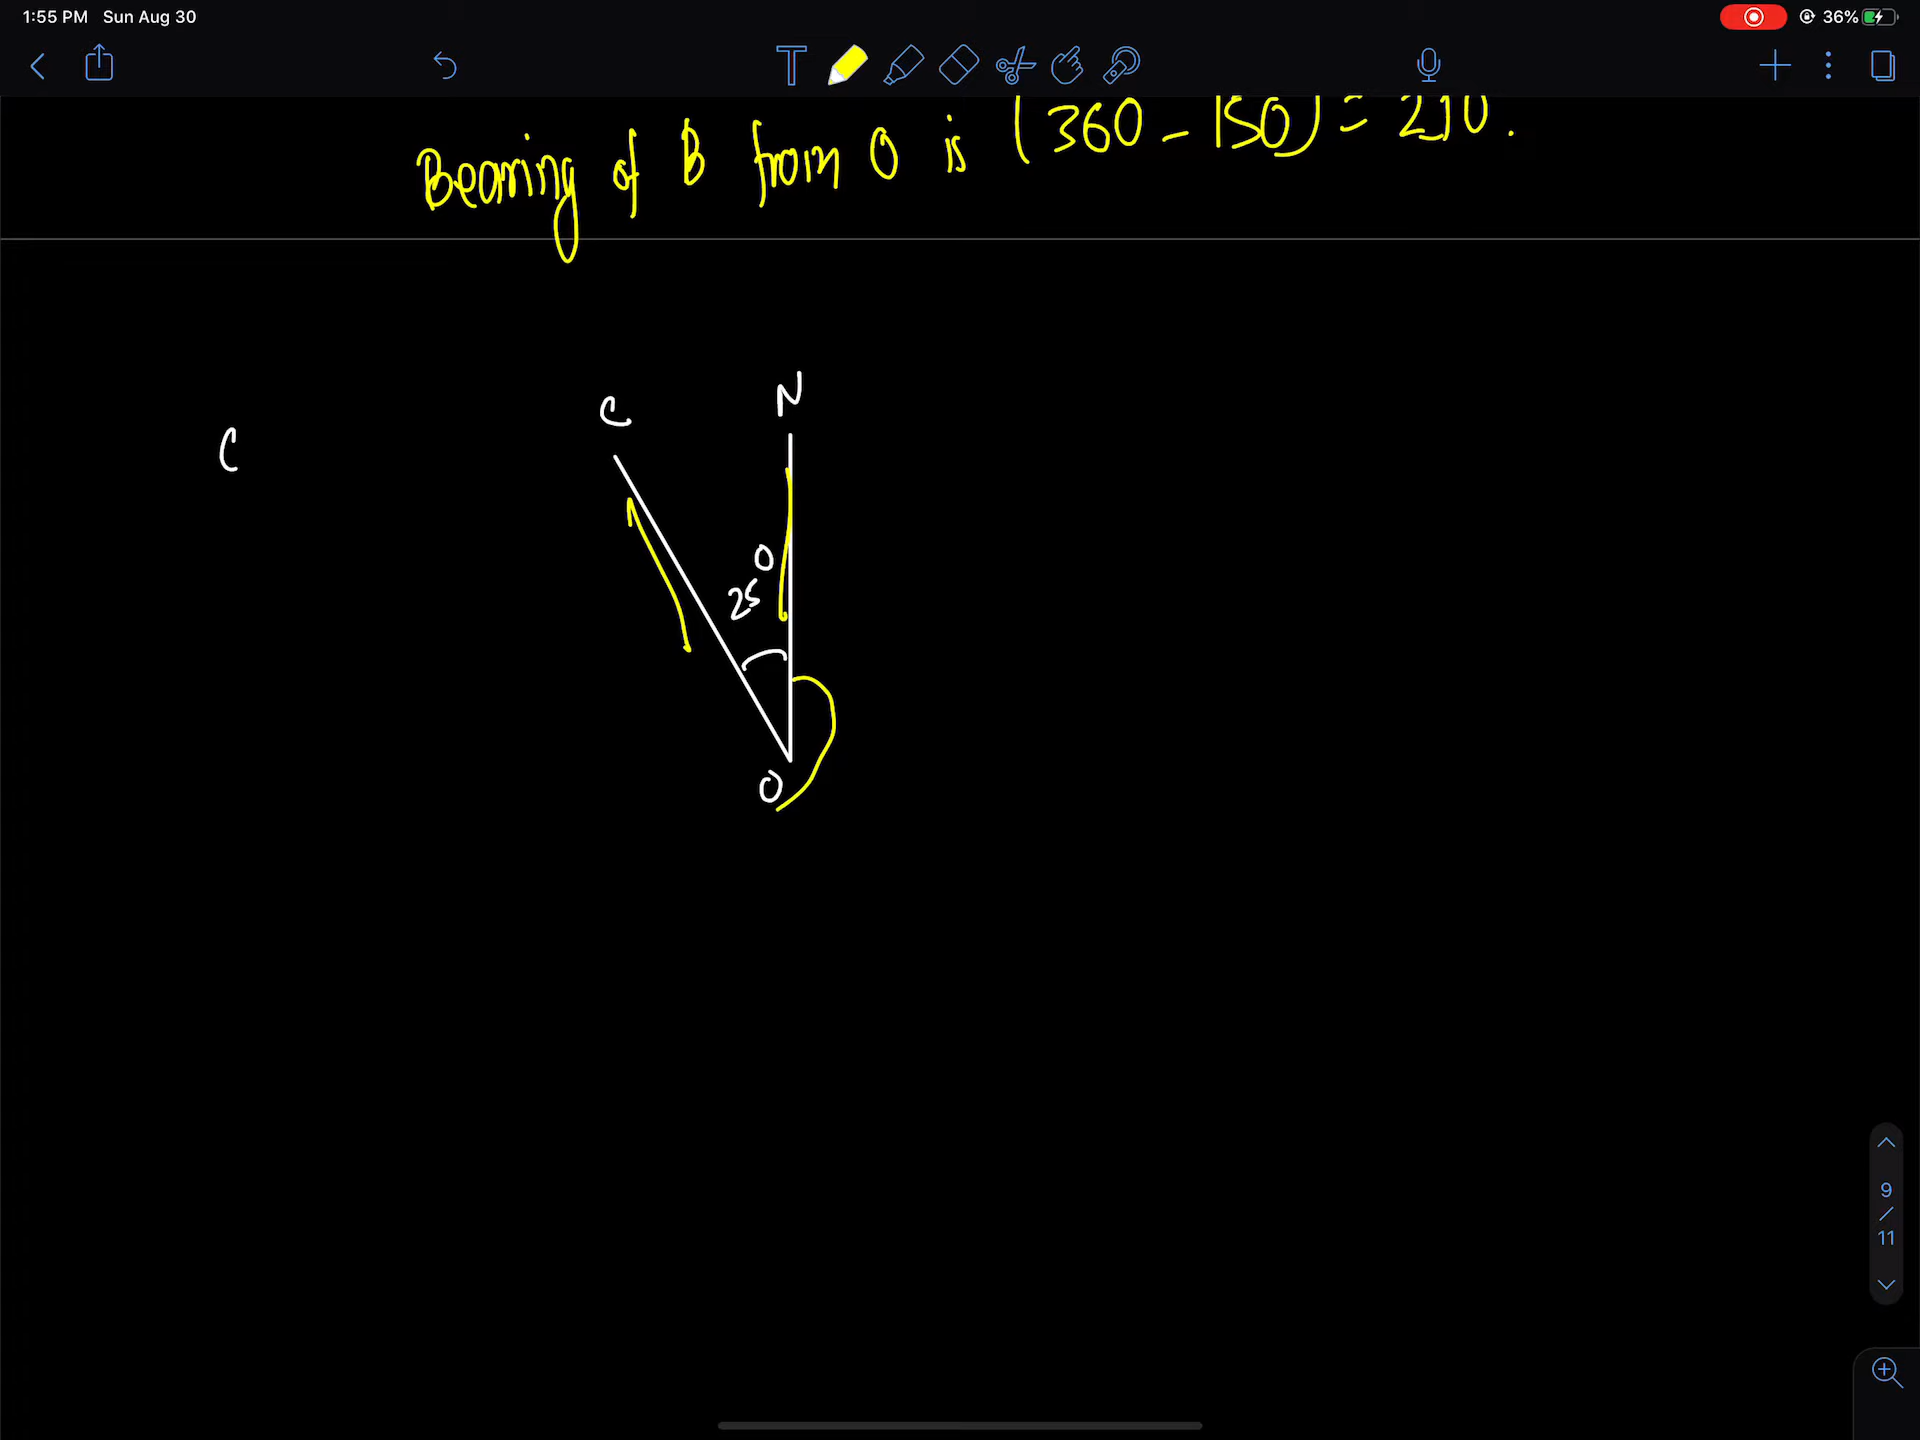 1:55 PM Sun Aug 30
36%
T
Bearing of B from O is (360 - 150) = 210.
C
N
C
25°
O
9
/
11